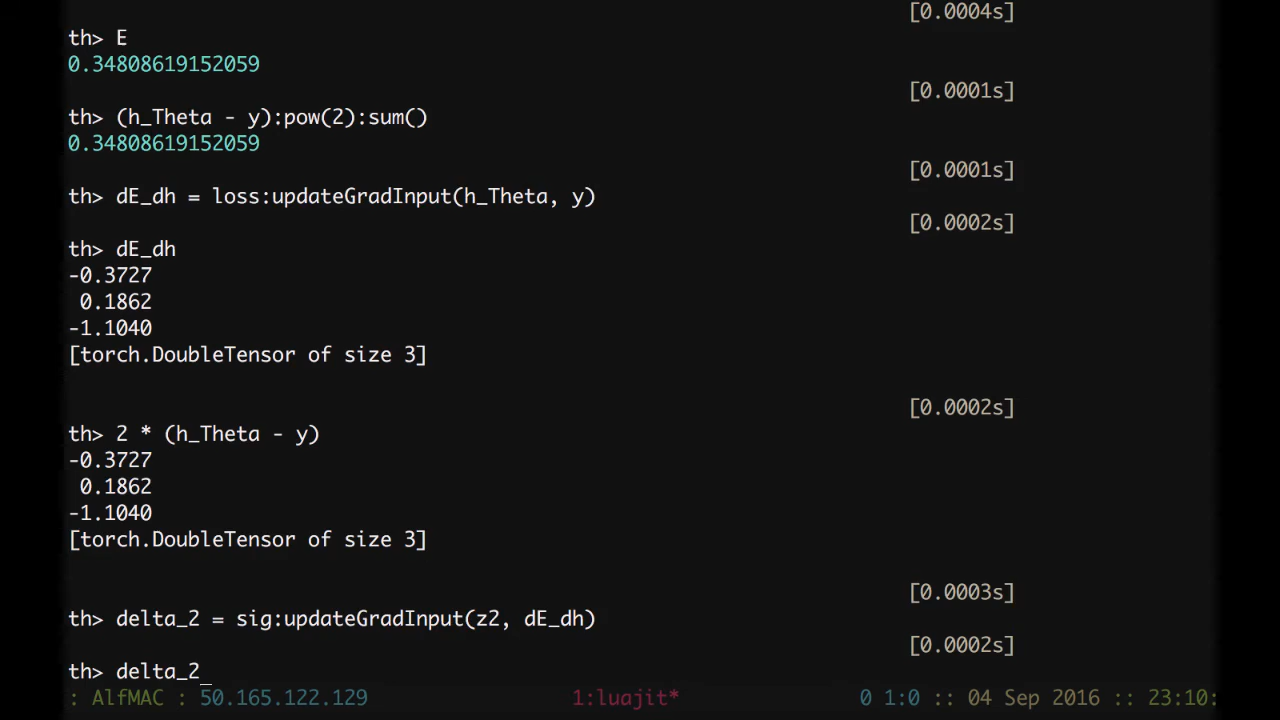 [0.0004s]
th> E
0.34808619152059
[0.0001s]
th> (h_Theta - y):pow(2):sum()
0.34808619152059
[0.0001s]
th> dE_dh = loss:updateGradInput(h_Theta, y)
[0.0002s]
th> dE_dh
-0.3727
0.1862
-1.1040
[torch.DoubleTensor of size 3]
[0.0002s]
th> 2 * (h_Theta - y)
-0.3727
0.1862
-1.1040
[torch.DoubleTensor of size 3]
[0.0003s]
th> delta_2 = sig:updateGradInput(z2, dE_dh)
[0.0002s]
th> delta_2_
: AlfMAC : 50.165.122.129 1:luajit* 0 1:0 :: 04 Sep 2016 :: 23:10: